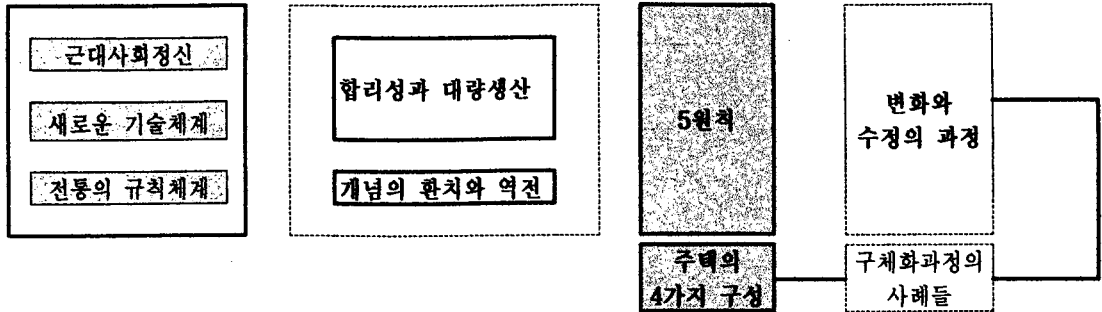 근대사회정신
새로운 기술체계
전통의 규칙체계
합리성과 대량생산
개념의 환치와 역전
5원칙
주택의
4가지 구성
변화와
수정의 과정
구체화과정의
사례들